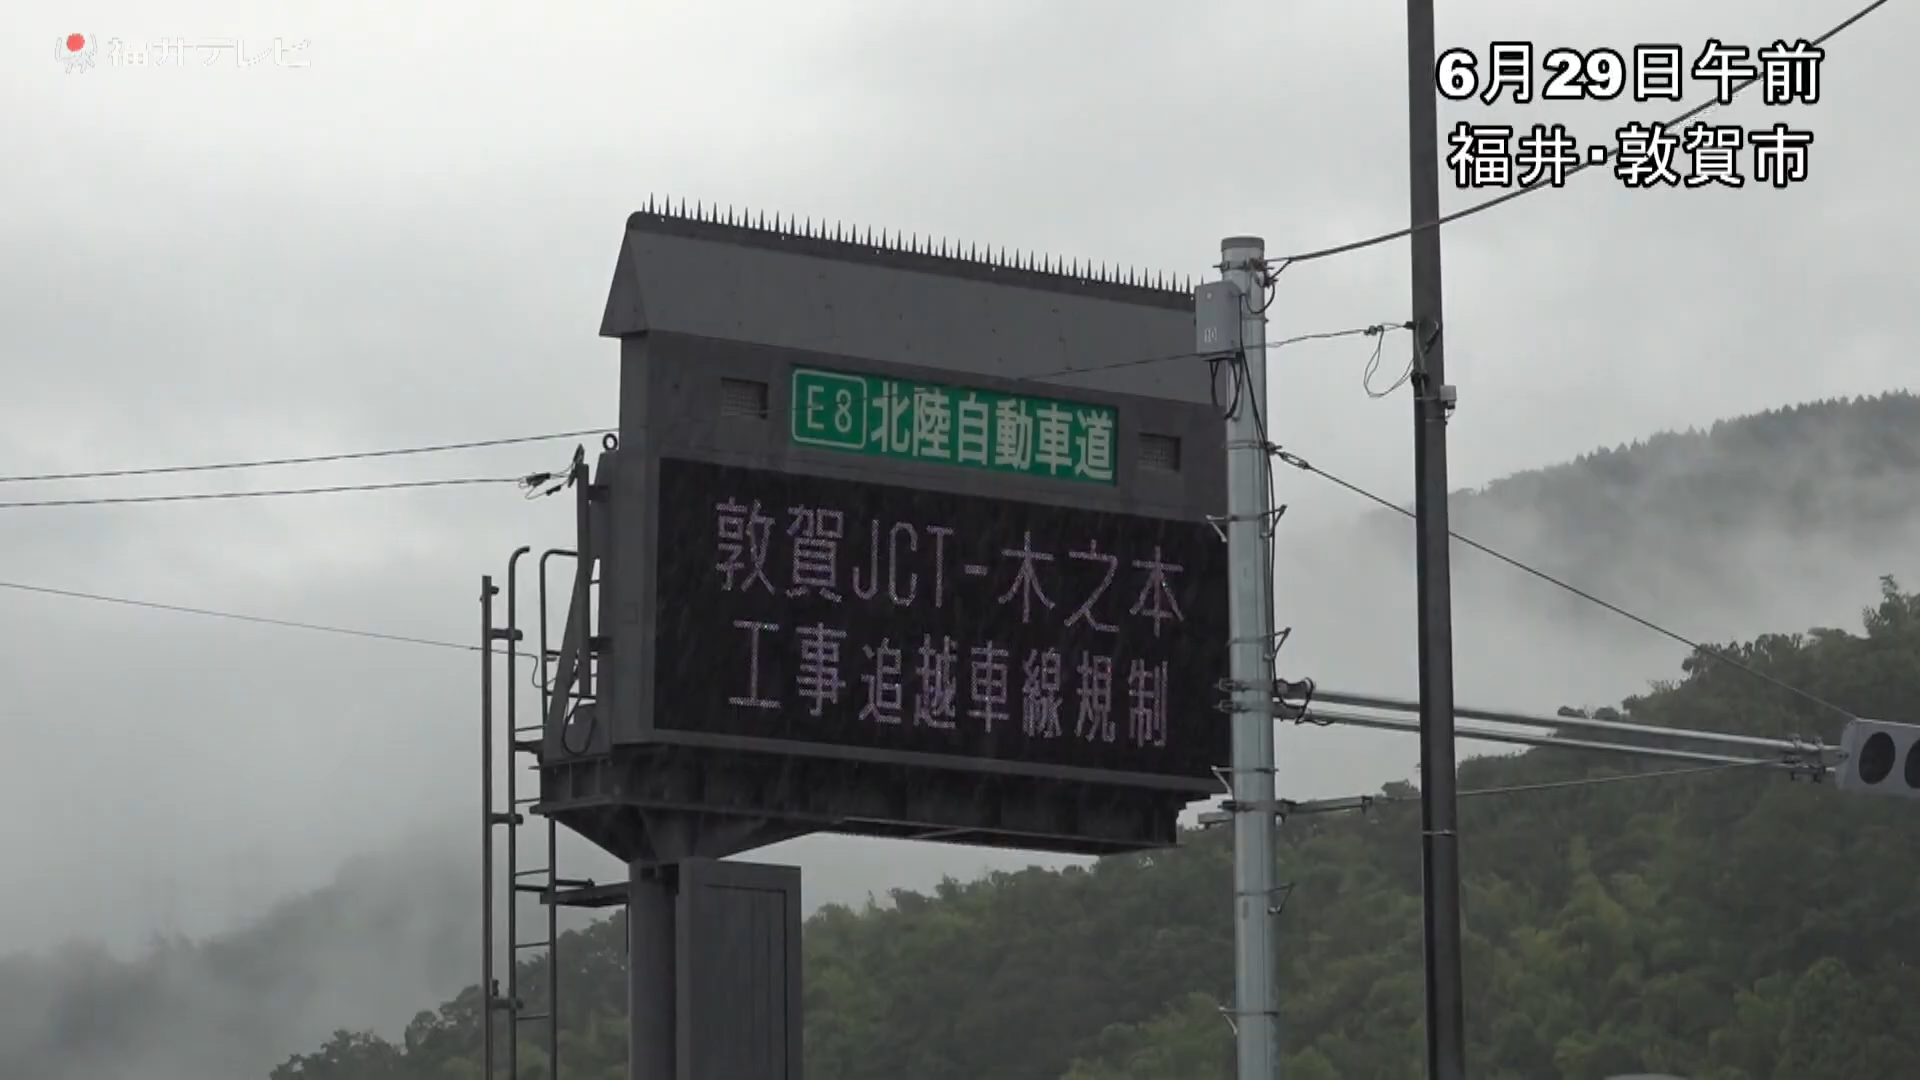 福井テレビ
6月29日午前
福井・敦賀市
E8 北陸自動車道
敦賀JCT-木之本
工事追越車線規制
10